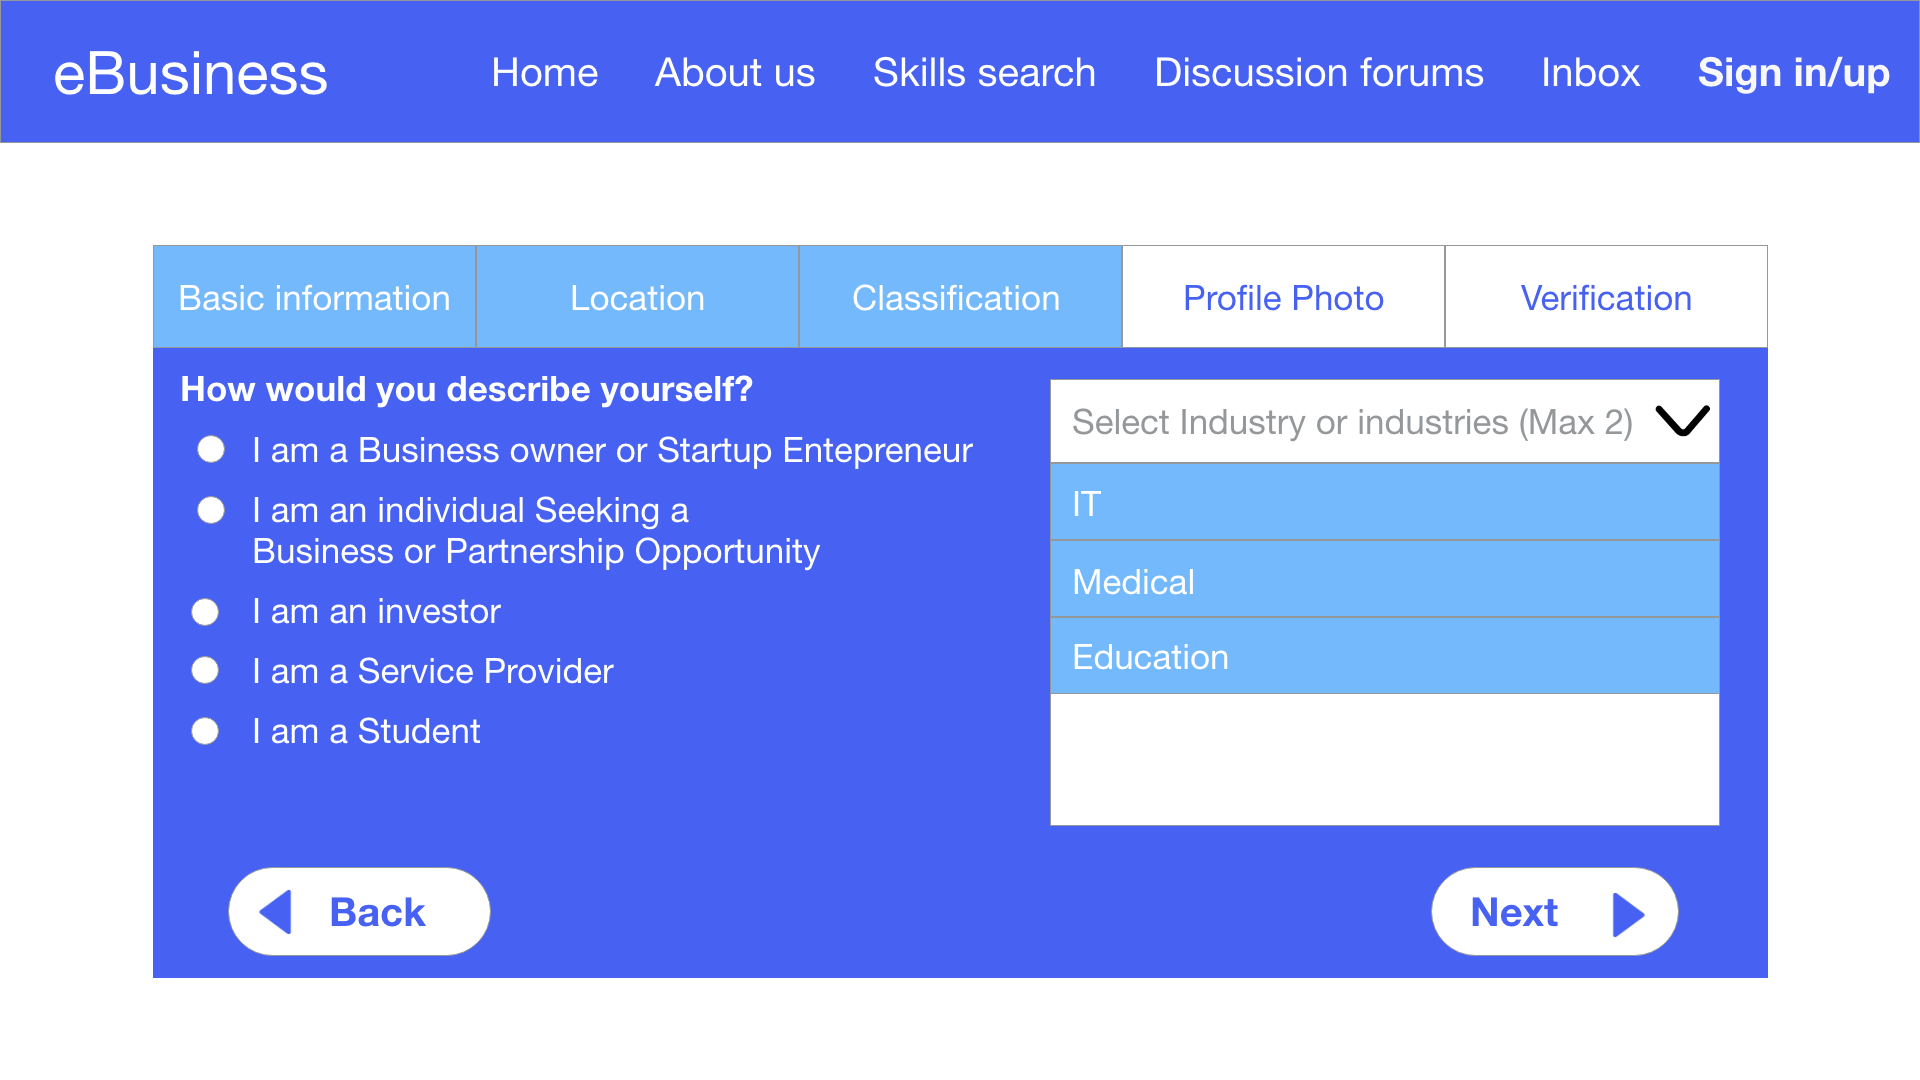 eBusiness
Home
About us
Skills search
Discussion forums
Inbox
Sign in/up
Basic information
Location
Classification
Profile Photo
Verification
How would you describe yourself?
I am a Business owner or Startup Entepreneur
I am an individual Seeking a
Business or Partnership Opportunity
I am an investor
I am a Service Provider
I am a Student
Select Industry or industries (Max 2)
IT
Medical
Education
Back
Next